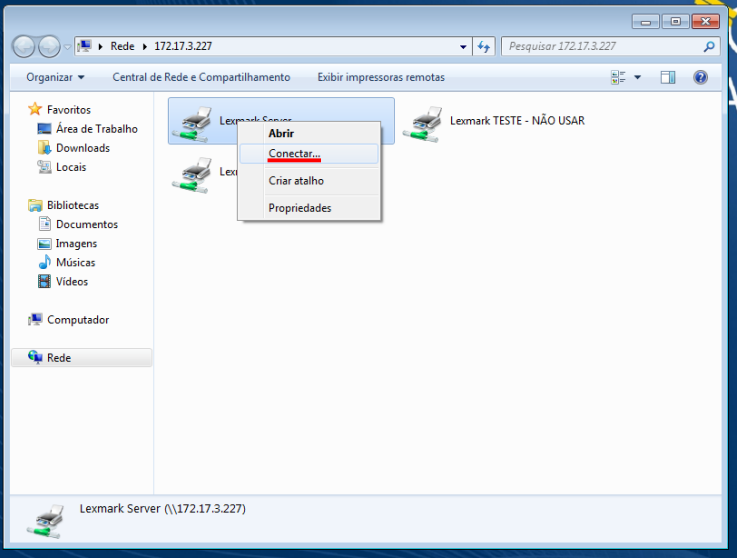 Rede ▸ 172.17.3.227
Pesquisar 172.17.3.227
Organizar
Central de Rede e Compartilhamento
Exibir impressoras remotas
Favoritos
Área de Trabalho
Downloads
Locais
Bibliotecas
Documentos
Imagens
Músicas
Vídeos
Computador
Rede
Lexmark Server
Lexmark TESTE - NÃO USAR
Abrir
Conectar...
Criar atalho
Propriedades
Lexmark Server (\\172.17.3.227)